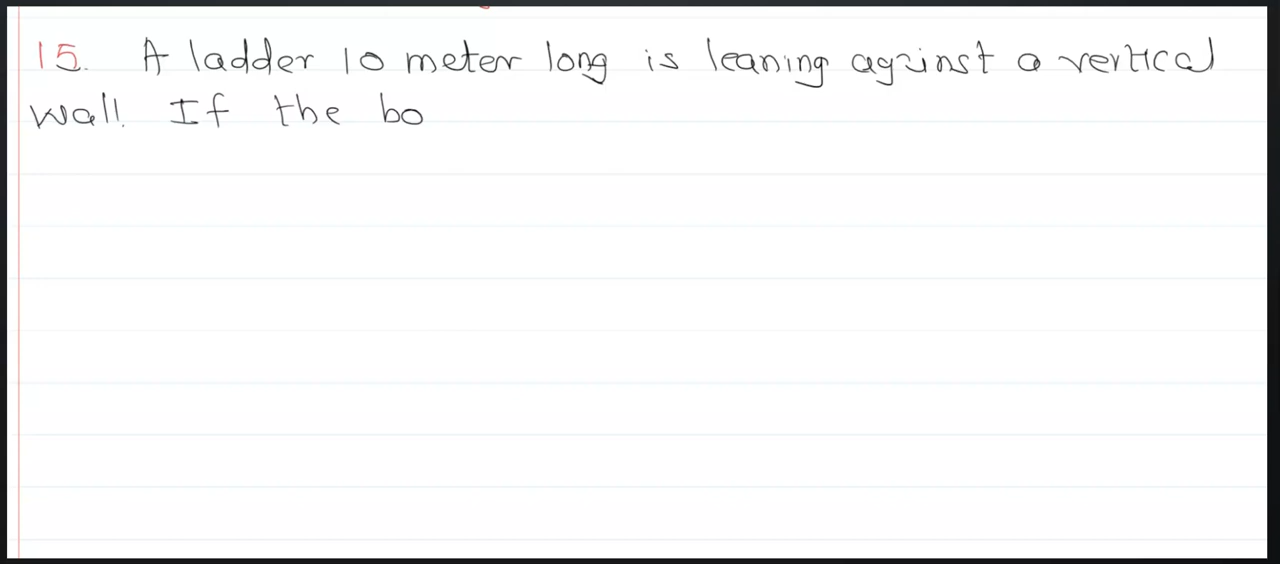 15. A ladder 10 meter long is leaning against a vertical
wall. If the bo